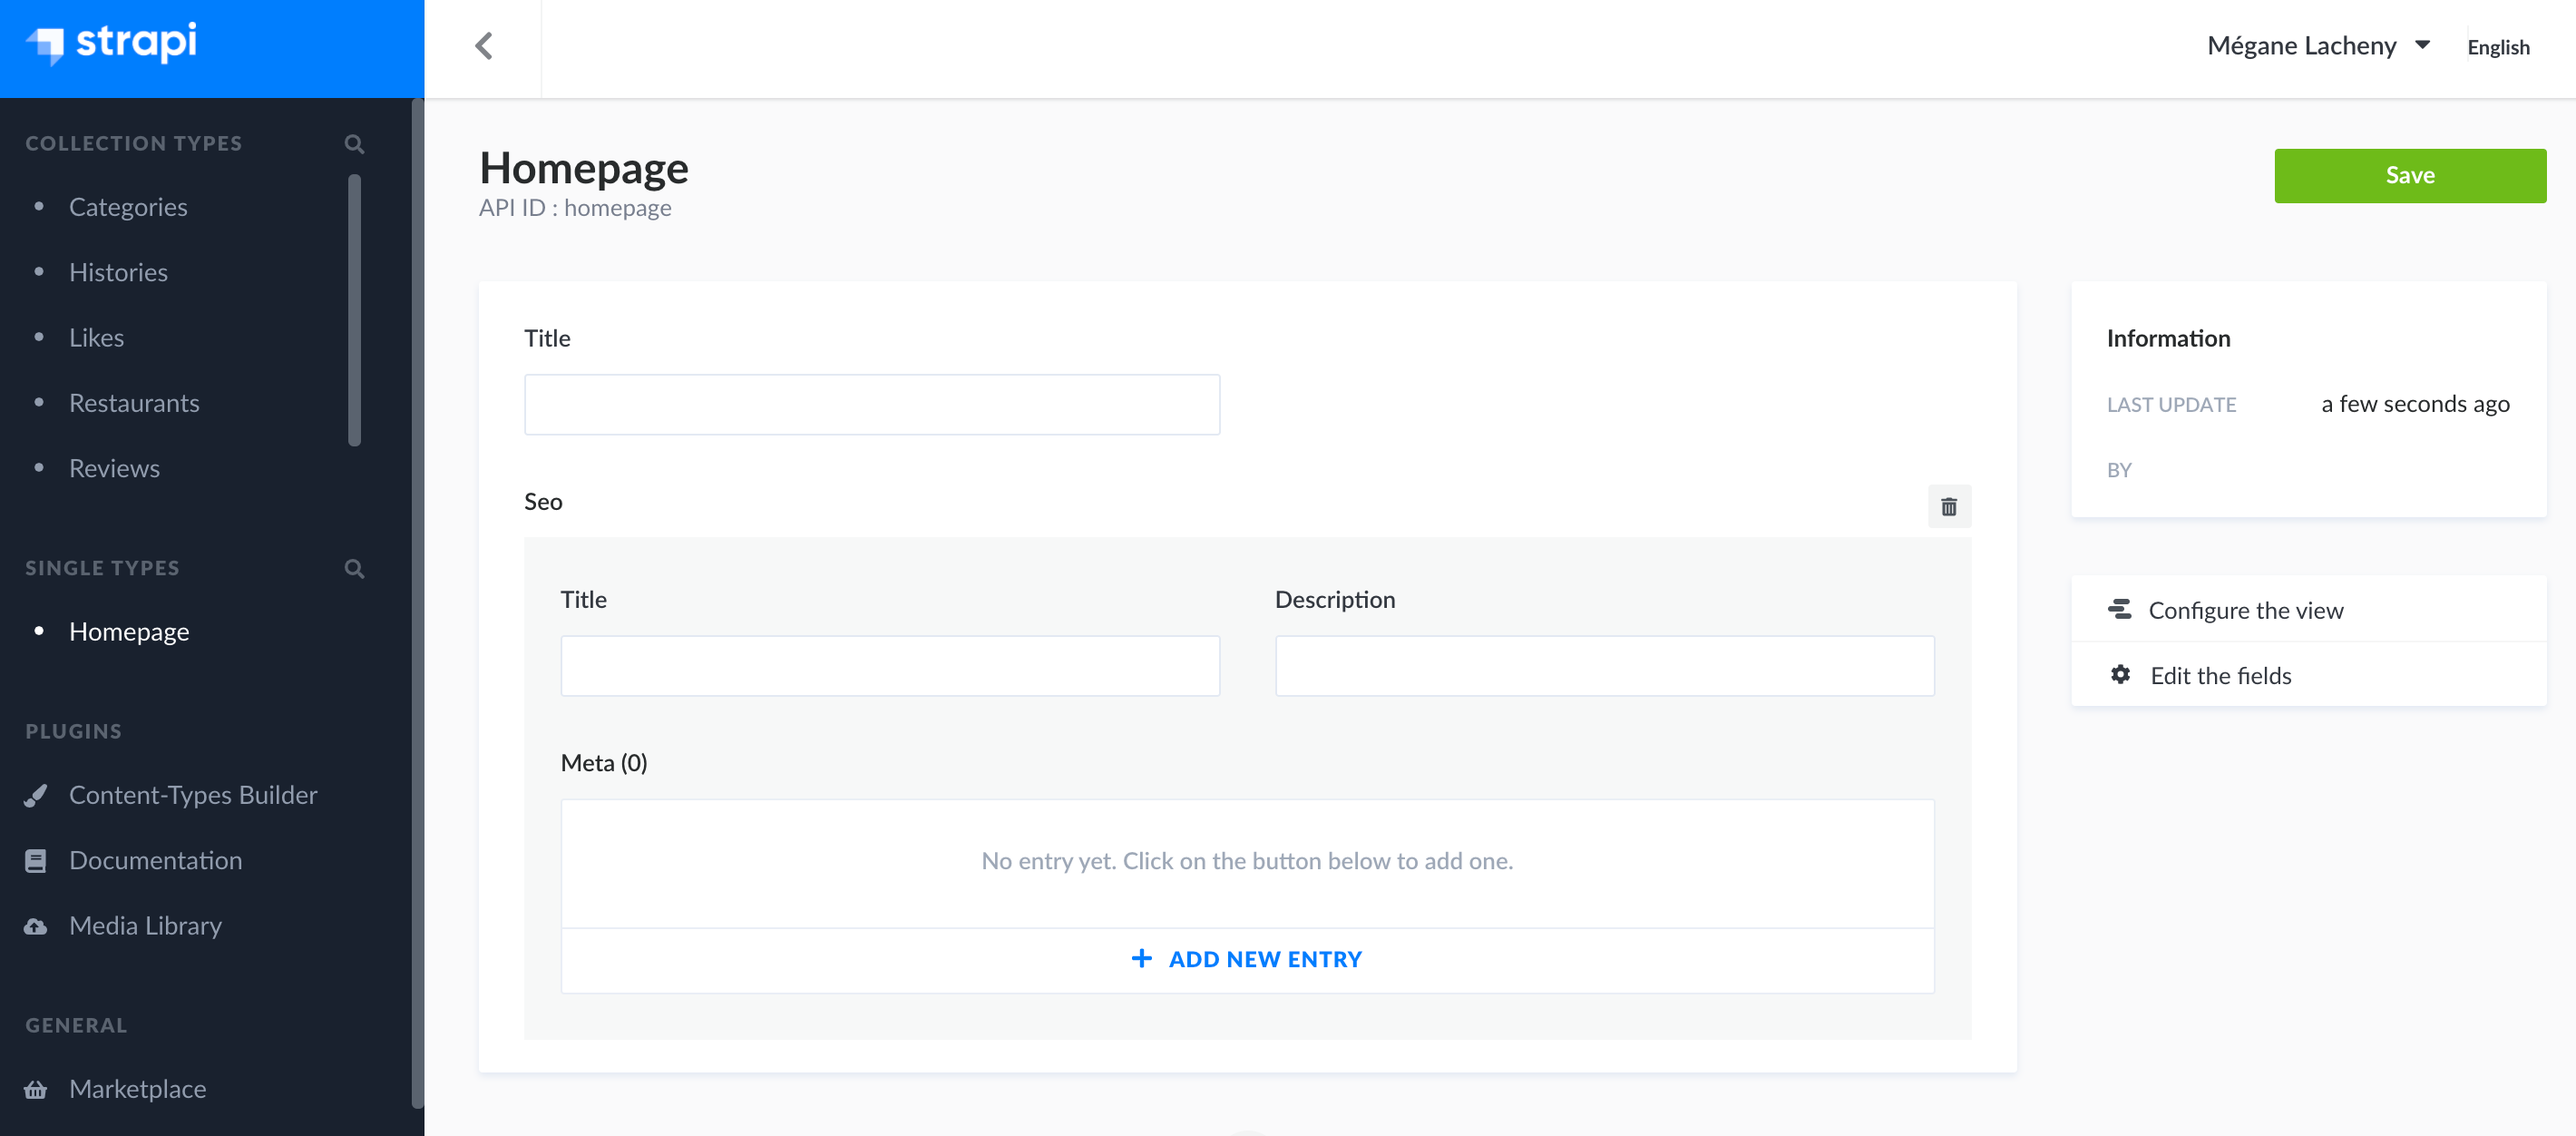 strapi
Mégane Lacheny
English
COLLECTION TYPES
Categories
Histories
Likes
Restaurants
Reviews
SINGLE TYPES
Homepage
PLUGINS
Content-Types Builder
Documentation
Media Library
GENERAL
Marketplace
Homepage
API ID : homepage
Save
Title
Seo
Title
Description
Meta (0)
No entry yet. Click on the button below to add one.
ADD NEW ENTRY
Information
LAST UPDATE a few seconds ago
BY
Configure the view
Edit the fields